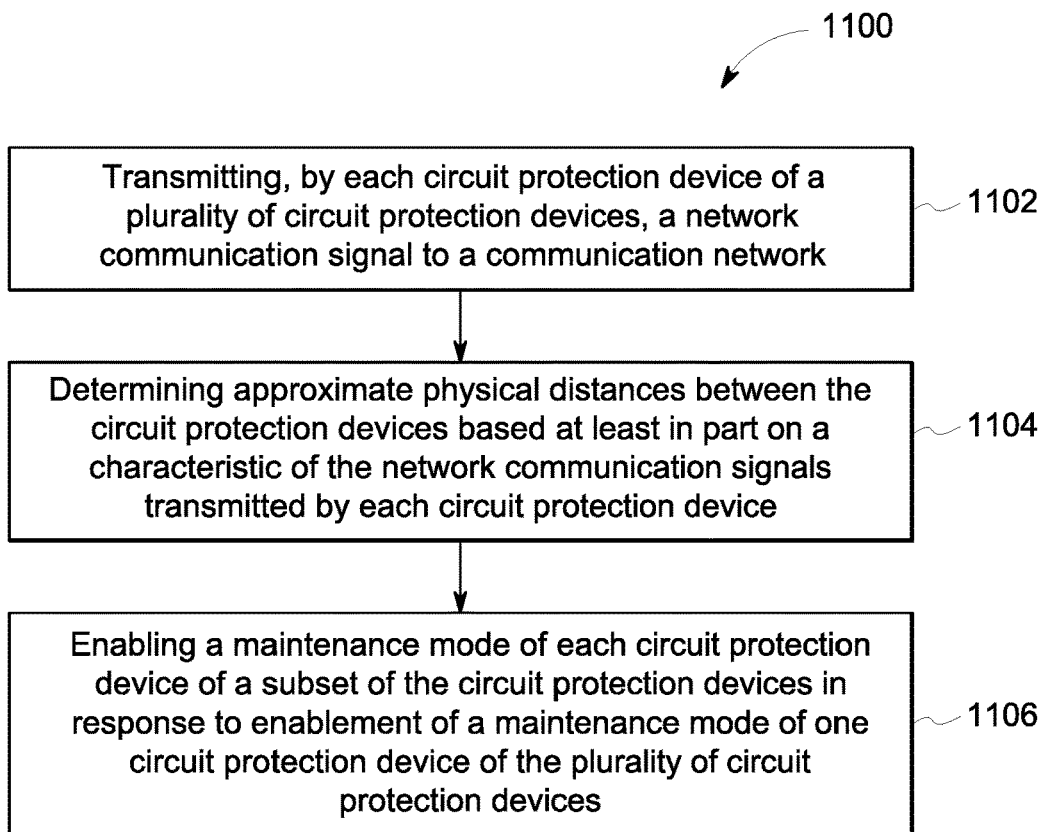 1100
Transmitting, by each circuit protection device of a
plurality of circuit protection devices, a network
communication signal to a communication network
1102
Determining approximate physical distances between the
circuit protection devices based at least in part on a
characteristic of the network communication signals
transmitted by each circuit protection device
1104
Enabling a maintenance mode of each circuit protection
device of a subset of the circuit protection devices in
response to enablement of a maintenance mode of one
circuit protection device of the plurality of circuit
protection devices
1106